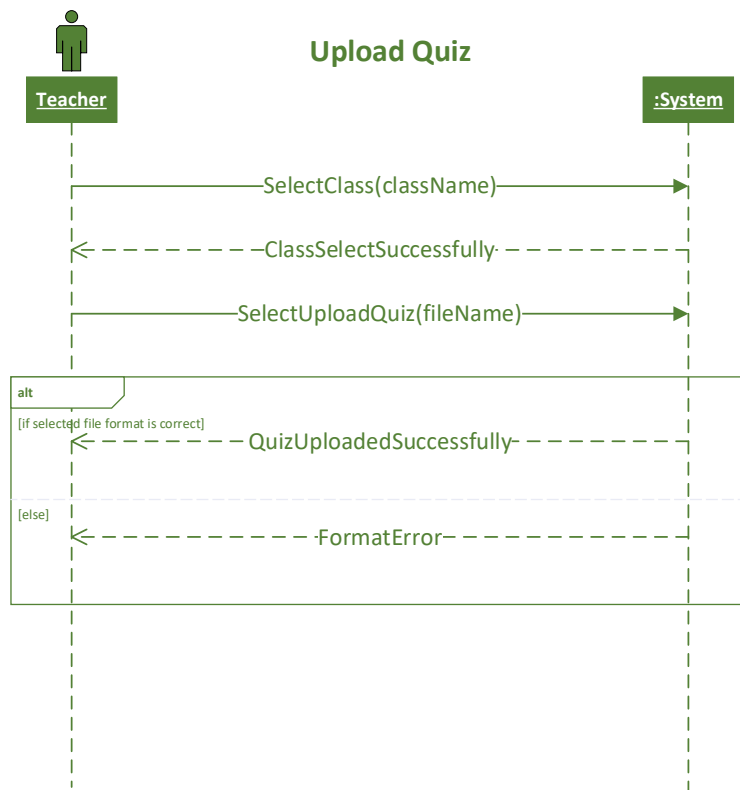 Upload Quiz
Teacher
:System
SelectClass(className)
ClassSelectSuccessfully
SelectUploadQuiz(fileName)
alt
[if selected file format is correct]
QuizUploadedSuccessfully
[else]
FormatError